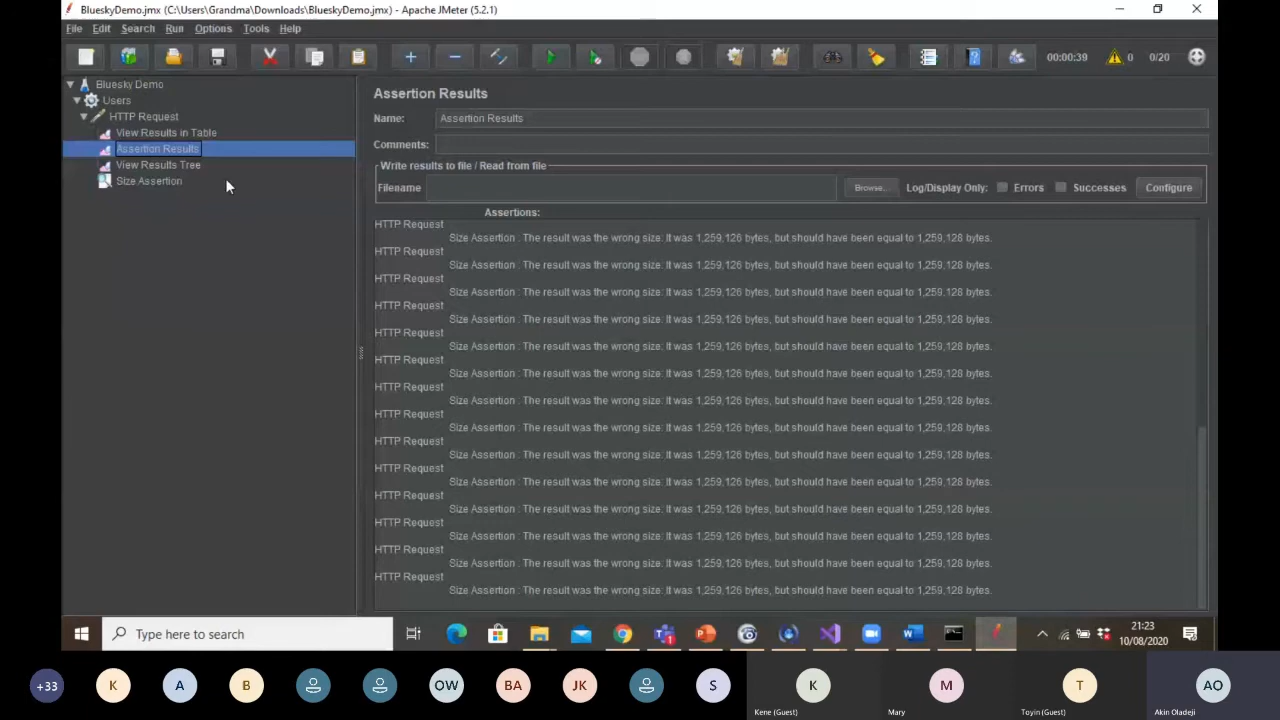 BlueskyDemo.jmx (C:\Users\Grandma\Downloads\BlueskyDemo.jmx) - Apache JMeter (5.2.1)
File Edit Search Run Options Tools Help
00:00:39 0 0/20
Bluesky Demo
Users
HTTP Request
View Results in Table
Assertion Results
View Results Tree
Size Assertion
Assertion Results
Name: Assertion Results
Comments:
Write results to file / Read from file
Filename Browse... Log/Display Only: Errors Successes Configure
Assertions:
HTTP Request
Size Assertion : The result was the wrong size: It was 1,259,126 bytes, but should have been equal to 1,259,128 bytes.
HTTP Request
Size Assertion : The result was the wrong size: It was 1,259,126 bytes, but should have been equal to 1,259,128 bytes.
HTTP Request
Size Assertion : The result was the wrong size: It was 1,259,126 bytes, but should have been equal to 1,259,128 bytes.
HTTP Request
Size Assertion : The result was the wrong size: It was 1,259,126 bytes, but should have been equal to 1,259,128 bytes.
HTTP Request
Size Assertion : The result was the wrong size: It was 1,259,126 bytes, but should have been equal to 1,259,128 bytes.
HTTP Request
Size Assertion : The result was the wrong size: It was 1,259,126 bytes, but should have been equal to 1,259,128 bytes.
HTTP Request
Size Assertion : The result was the wrong size: It was 1,259,126 bytes, but should have been equal to 1,259,128 bytes.
HTTP Request
Size Assertion : The result was the wrong size: It was 1,259,126 bytes, but should have been equal to 1,259,128 bytes.
HTTP Request
Size Assertion : The result was the wrong size: It was 1,259,126 bytes, but should have been equal to 1,259,128 bytes.
HTTP Request
Size Assertion : The result was the wrong size: It was 1,259,126 bytes, but should have been equal to 1,259,128 bytes.
HTTP Request
Size Assertion : The result was the wrong size: It was 1,259,126 bytes, but should have been equal to 1,259,128 bytes.
HTTP Request
Size Assertion : The result was the wrong size: It was 1,259,126 bytes, but should have been equal to 1,259,128 bytes.
HTTP Request
Size Assertion : The result was the wrong size: It was 1,259,126 bytes, but should have been equal to 1,259,128 bytes.
HTTP Request
Size Assertion : The result was the wrong size: It was 1,259,126 bytes, but should have been equal to 1,259,128 bytes.
Type here to search
21:23
10/08/2020
+33 K A B OW BA JK S K M T AO
Kene (Guest) Mary Toyin (Guest) Akin Oladeji